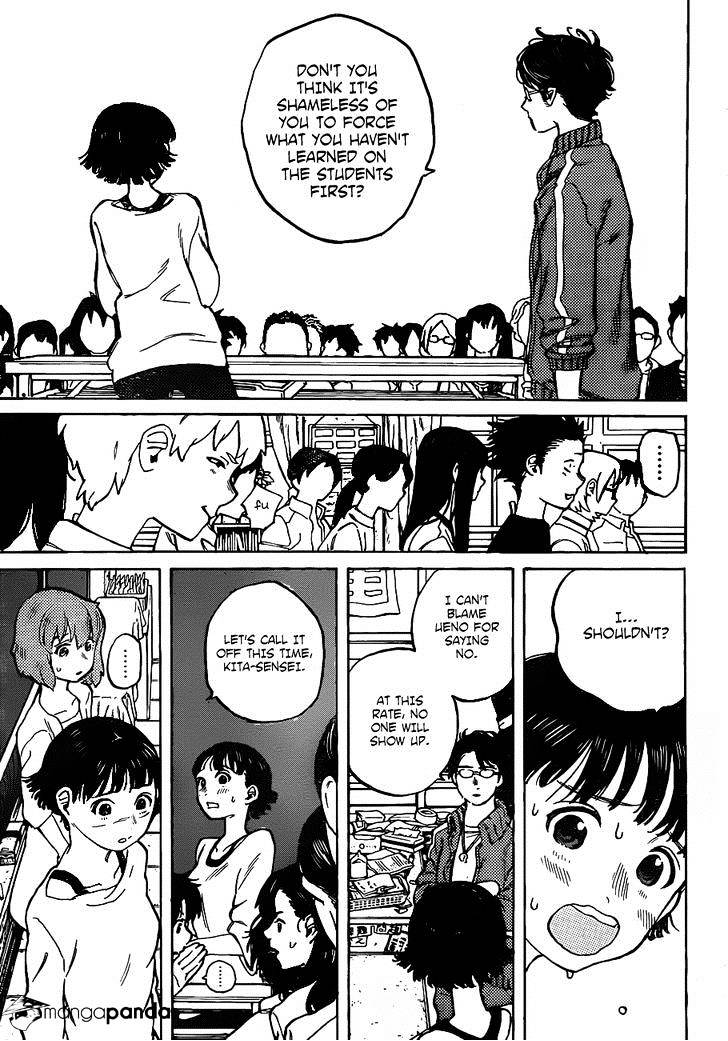 DON'T YOU
THINK IT'S
SHAMELESS OF
YOU TO FORCE
WHAT YOU HAVEN'T
LEARNED ON
THE STUDENTS
FIRST?
......
fu
I...
SHOULDN'T?
I CAN'T
BLAME
UENO FOR
SAYING
NO.
AT THIS
RATE, NO
ONE WILL
SHOW UP.
LET'S CALL IT
OFF THIS TIME,
KITA-SENSEI.
....
....
mangapanda